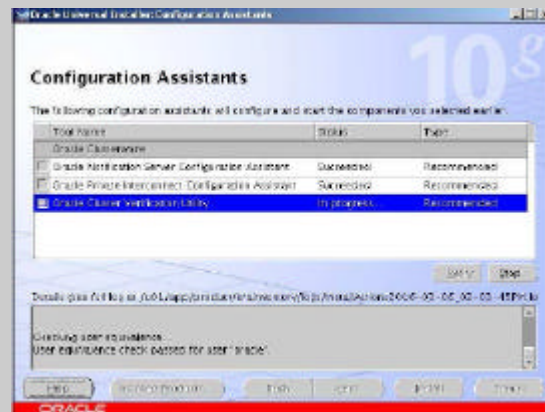 Oracle Universal Installer: Configuration Assistants
10g
Configuration Assistants
The following configuration assistants will configure and start the components you selected earlier.
Tool Name Status Type
Oracle Clusterware
Oracle Notification Server Configuration Assistant Succeeded Recommended
Oracle Private Interconnect Configuration Assistant Succeeded Recommended
Oracle Cluster Verification Utility In progress... Recommended
Retry Stop
Checking user equivalence...
User equivalence check passed for user "oracle".
Help Installed Products... Back Next Install
ORACLE